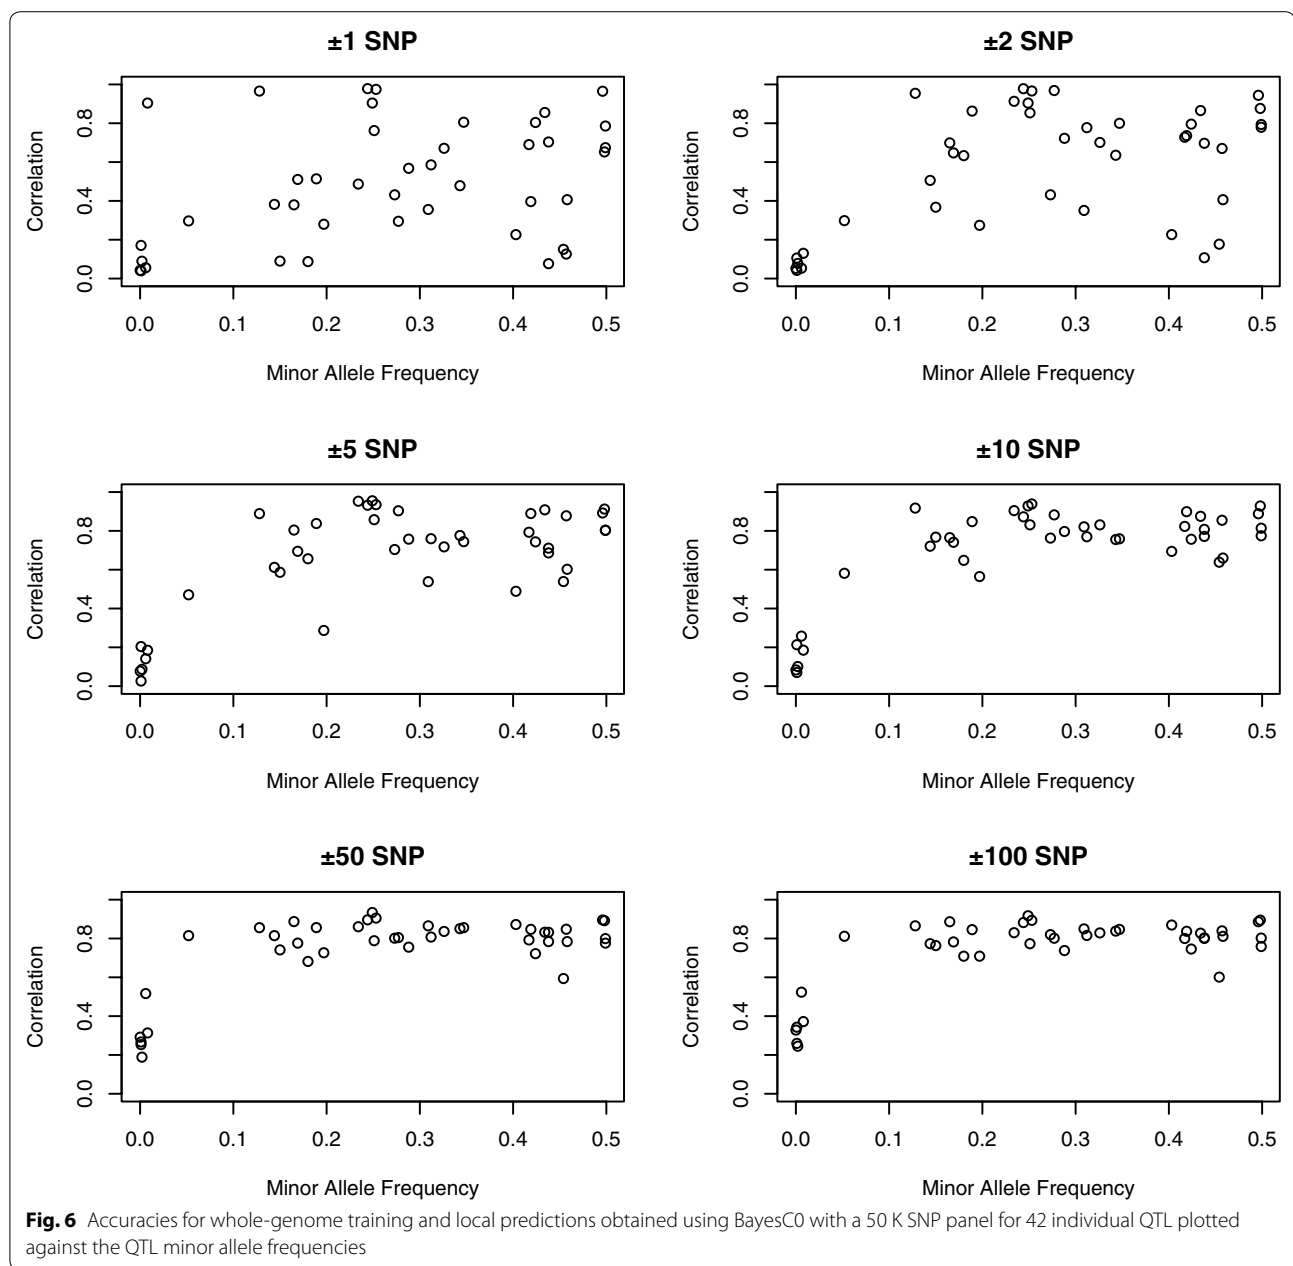 ±1 SNP
Correlation
0.0 0.4 0.8
0.0 0.1 0.2 0.3 0.4 0.5
Minor Allele Frequency
±2 SNP
Correlation
0.0 0.4 0.8
0.0 0.1 0.2 0.3 0.4 0.5
Minor Allele Frequency
±5 SNP
Correlation
0.0 0.4 0.8
0.0 0.1 0.2 0.3 0.4 0.5
Minor Allele Frequency
±10 SNP
Correlation
0.0 0.4 0.8
0.0 0.1 0.2 0.3 0.4 0.5
Minor Allele Frequency
±50 SNP
Correlation
0.0 0.4 0.8
0.0 0.1 0.2 0.3 0.4 0.5
Minor Allele Frequency
±100 SNP
Correlation
0.0 0.4 0.8
0.0 0.1 0.2 0.3 0.4 0.5
Minor Allele Frequency
Fig. 6 Accuracies for whole-genome training and local predictions obtained using BayesC0 with a 50 K SNP panel for 42 individual QTL plotted
against the QTL minor allele frequencies